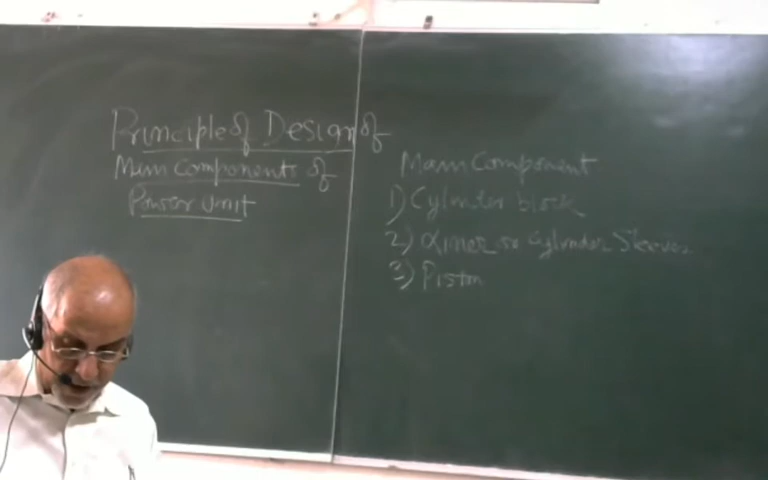 Principle of Design of
Main Components of
Power Unit
Main Component
1) Cylinder block
2) Liner or Cylinder Sleeves
3) Piston